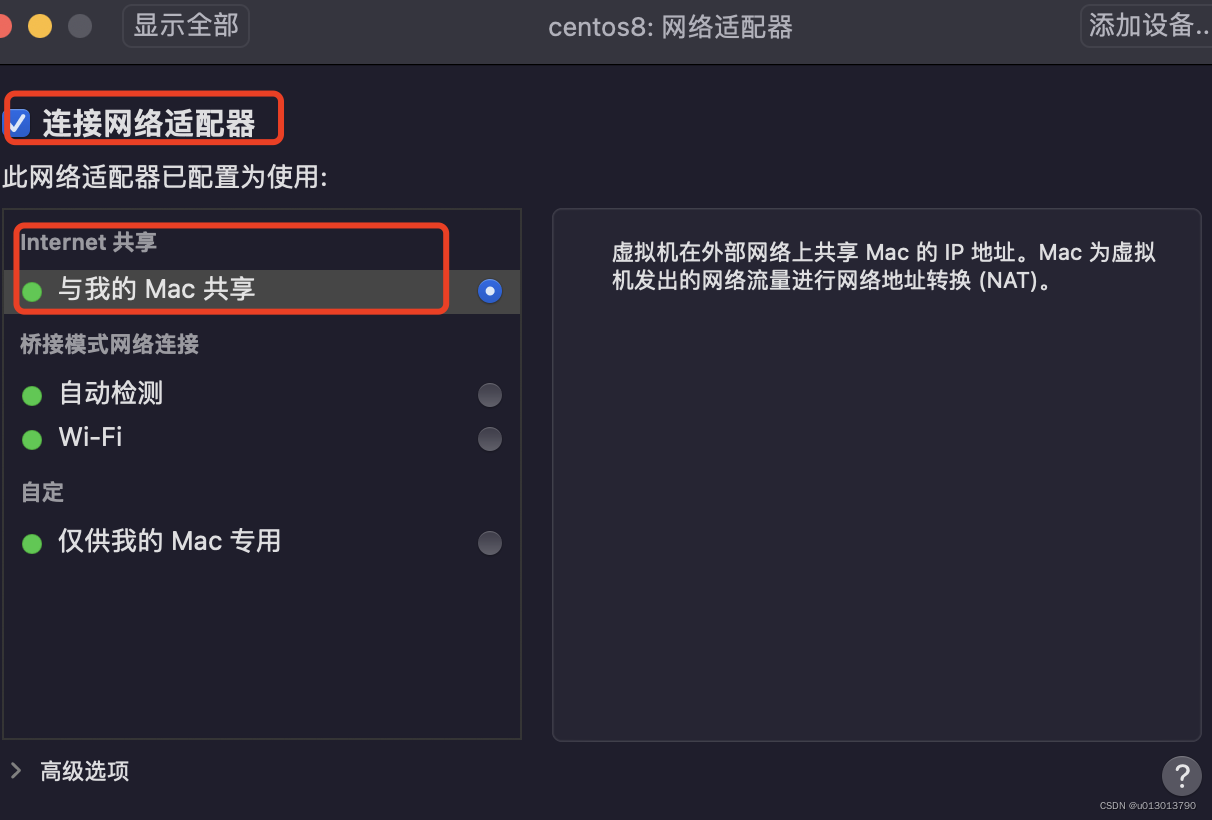 显示全部
centos8: 网络适配器
添加设备...
连接网络适配器
此网络适配器已配置为使用:
Internet 共享
与我的 Mac 共享
桥接模式网络连接
自动检测
Wi-Fi
自定
仅供我的 Mac 专用
虚拟机在外部网络上共享 Mac 的 IP 地址。Mac 为虚拟
机发出的网络流量进行网络地址转换 (NAT)。
高级选项
?
CSDN @u013013790